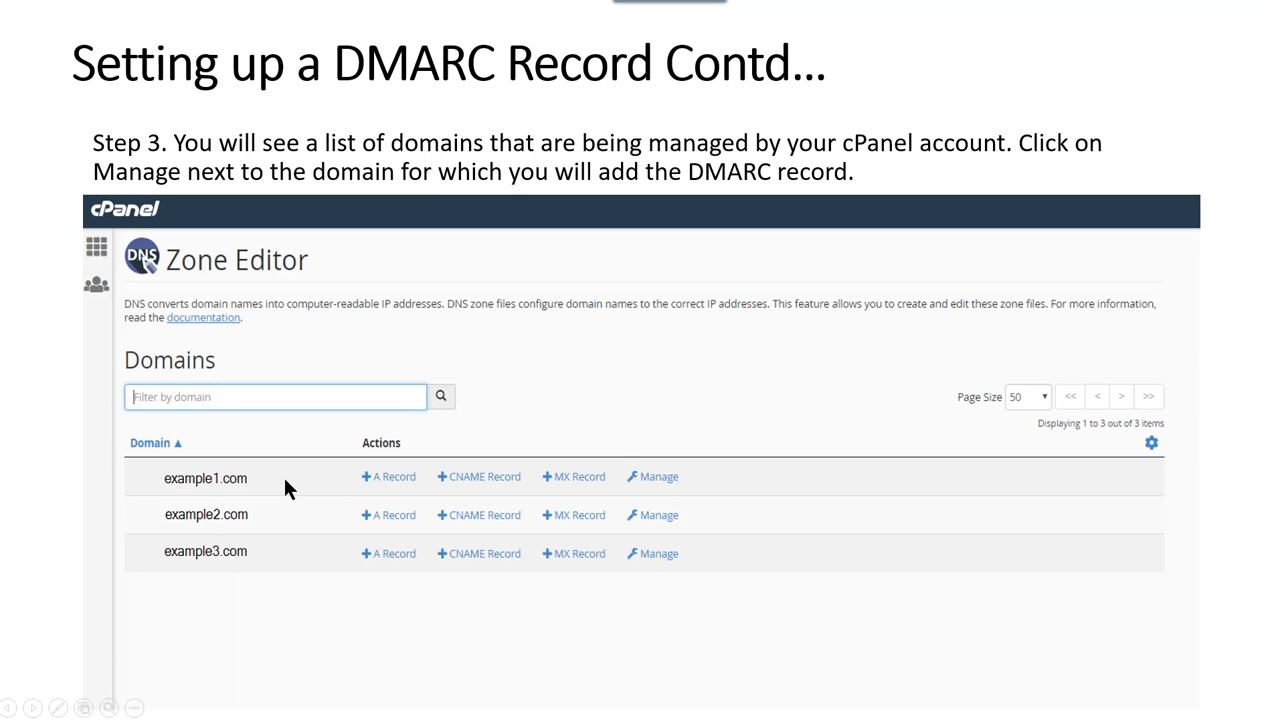 Setting up a DMARC Record Contd...
Step 3. You will see a list of domains that are being managed by your cPanel account. Click on
Manage next to the domain for which you will add the DMARC record.
cPanel
DNS
Zone Editor
DNS converts domain names into computer-readable IP addresses. DNS zone files configure domain names to the correct IP addresses. This feature allows you to create and edit these zone files. For more information,
read the documentation.
Domains
Filter by domain
Page Size 50 << < > >>
Displaying 1 to 3 out of 3 items
Domain ▲ Actions
example1.com + A Record + CNAME Record + MX Record Manage
example2.com + A Record + CNAME Record + MX Record Manage
example3.com + A Record + CNAME Record + MX Record Manage